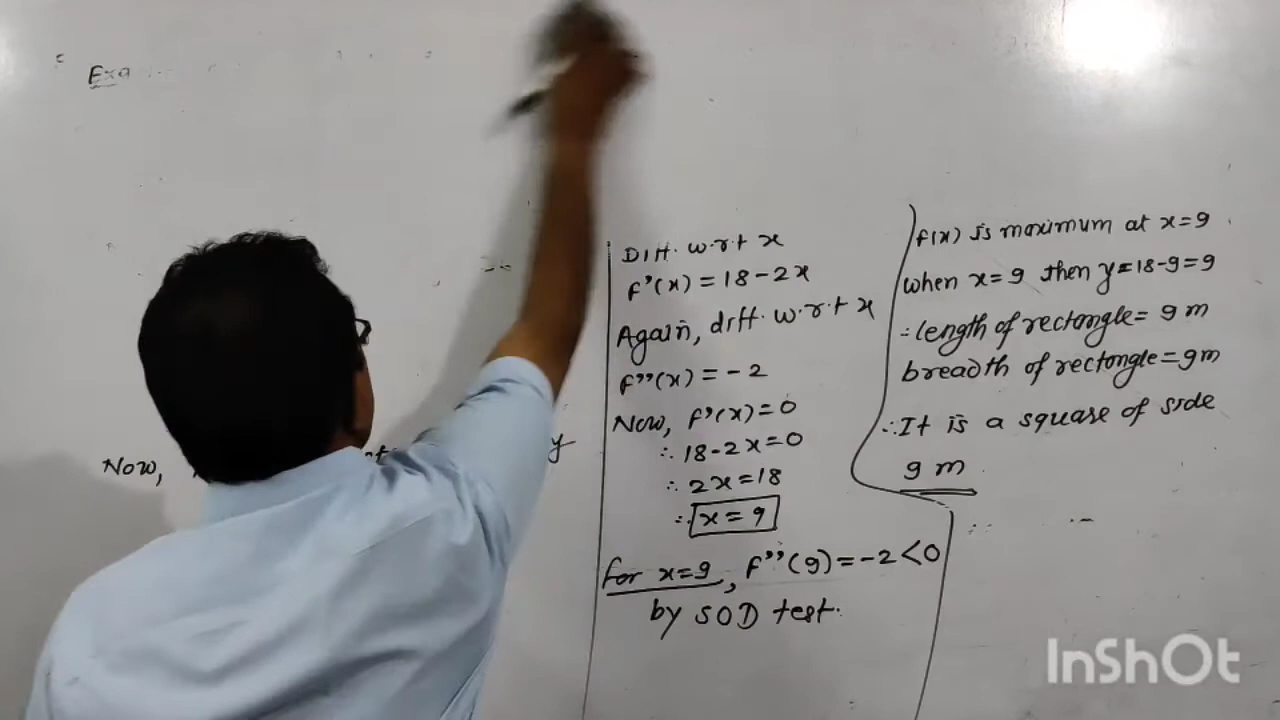 Exa
Now,
y
Diff. w.r.t x
f'(x) = 18 - 2x
Again, diff. w.r.t x
f''(x) = - 2
Now, f'(x) = 0
∴ 18 - 2x = 0
∴ 2x = 18
∴ x = 9
for x=9, f''(9) = -2 < 0
by SOD test.
f(x) is maximum at x=9.
when x=9 then y=18-9=9
∴ length of rectangle = 9 m
breadth of rectangle = 9m
∴ It is a square of side
9 m.
InShOt